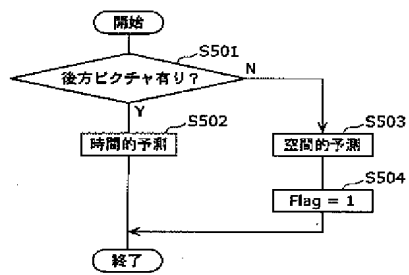 開始
S501
後方ピクチャ有り？
N
Y
S502
時間的予測
S503
空間的予測
S504
Flag = 1
終了